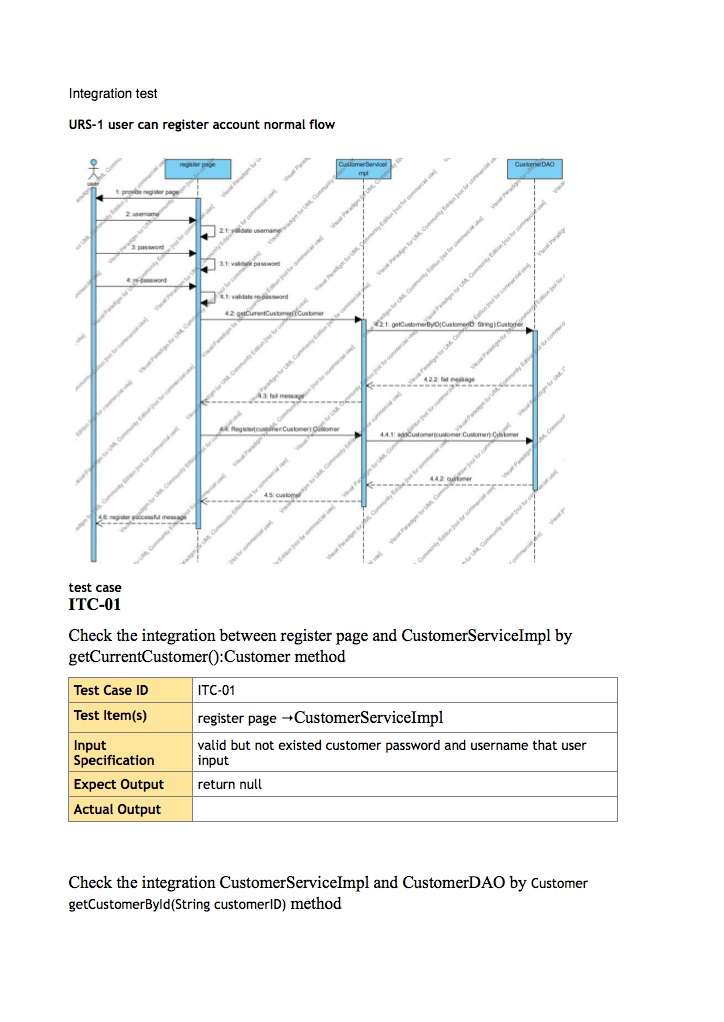 Integration test
URS-1 user can register account normal flow
register page
CustomerServiceI
mpl
CustomerDAO
user
1: provide register page
2: username
2.1: validate username
3: password
3.1: validate password
4: re-password
4.1: validate re-password
4.2: getCurrentCustomer():Customer
4.2.1: getCustomerByID(CustomerID: String):Customer
4.2.2: fail message
4.3: fail message
4.4: Register(customer:Customer):Customer
4.4.1: addCustomer(customer:Customer):Customer
4.4.2: customer
4.5: customer
4.6: register successful message
test case
ITC-01
Check the integration between register page and CustomerServiceImpl by
getCurrentCustomer():Customer method
Test Case ID ITC-01
Test Item(s) register page →CustomerServiceImpl
Input valid but not existed customer password and username that user
Specification input
Expect Output return null
Actual Output
Check the integration CustomerServiceImpl and CustomerDAO by Customer
getCustomerById(String customerID) method